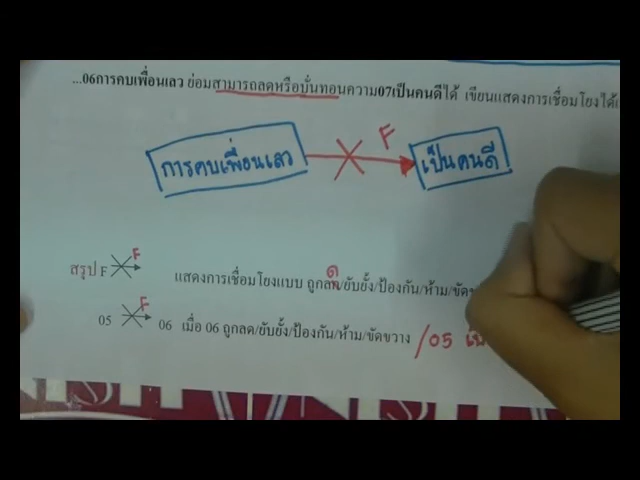 ...06การคบเพื่อนเลว ย่อมสามารถลดหรือบั่นทอนความ07เป็นคนดีได้ เขียนแสดงการเชื่อมโยงได้
การคบเพื่อนเลว F เป็นคนดี
สรุป F F แสดงการเชื่อมโยงแบบ ถูกลด/ยับยั้ง/ป้องกัน/ห้าม/ขัด
05 F 06 เมื่อ 06 ถูกลด/ยับยั้ง/ป้องกัน/ห้าม/ขัดขวาง /05